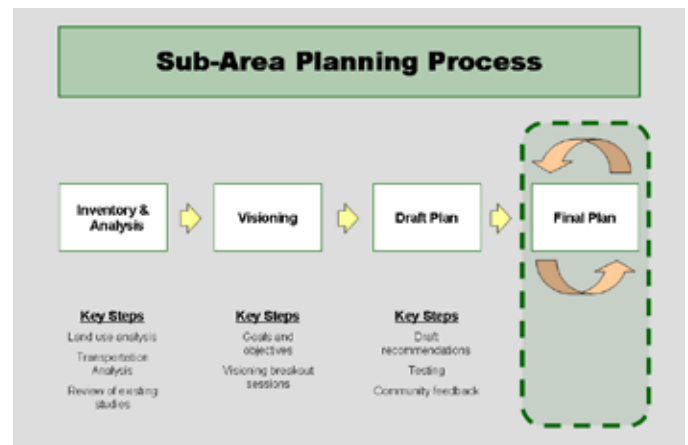 Sub-Area Planning Process
Inventory &
Analysis
Visioning
Draft Plan
Final Plan
Key Steps
Land use analysis
Transportation
Analysis
Review of existing
studies
Key Steps
Goals and
objectives
Visioning breakout
sessions
Key Steps
Draft
recommendations
Testing
Community feedback